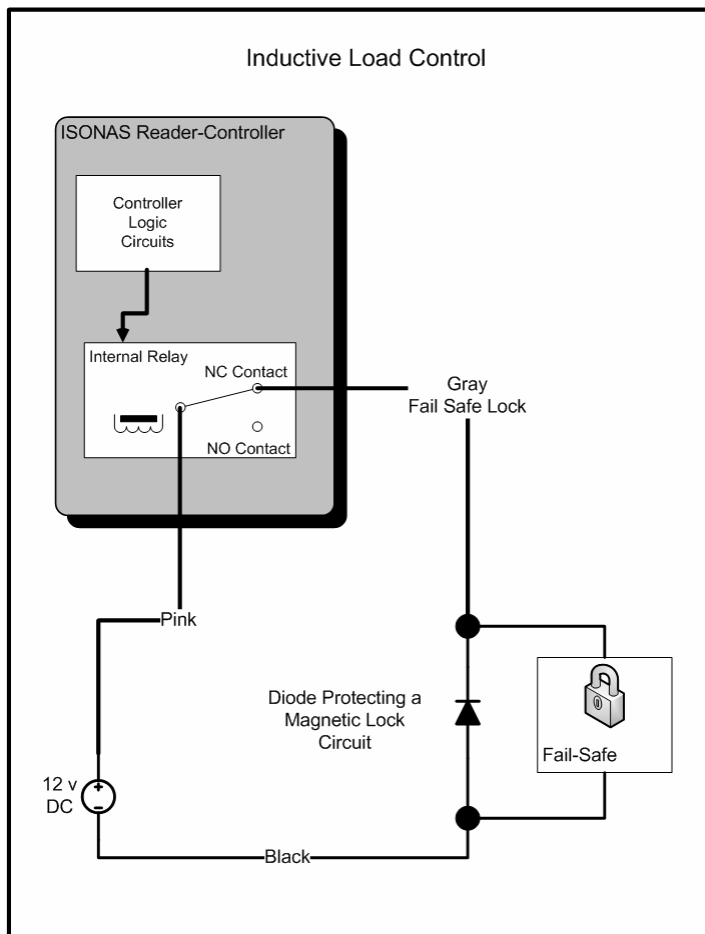 Inductive Load Control
ISONAS Reader-Controller
Controller
Logic
Circuits
Internal Relay
NC Contact
NO Contact
Gray
Fail Safe Lock
Pink
Diode Protecting a
Magnetic Lock
Circuit
Fail-Safe
12 v
DC
+
-
Black